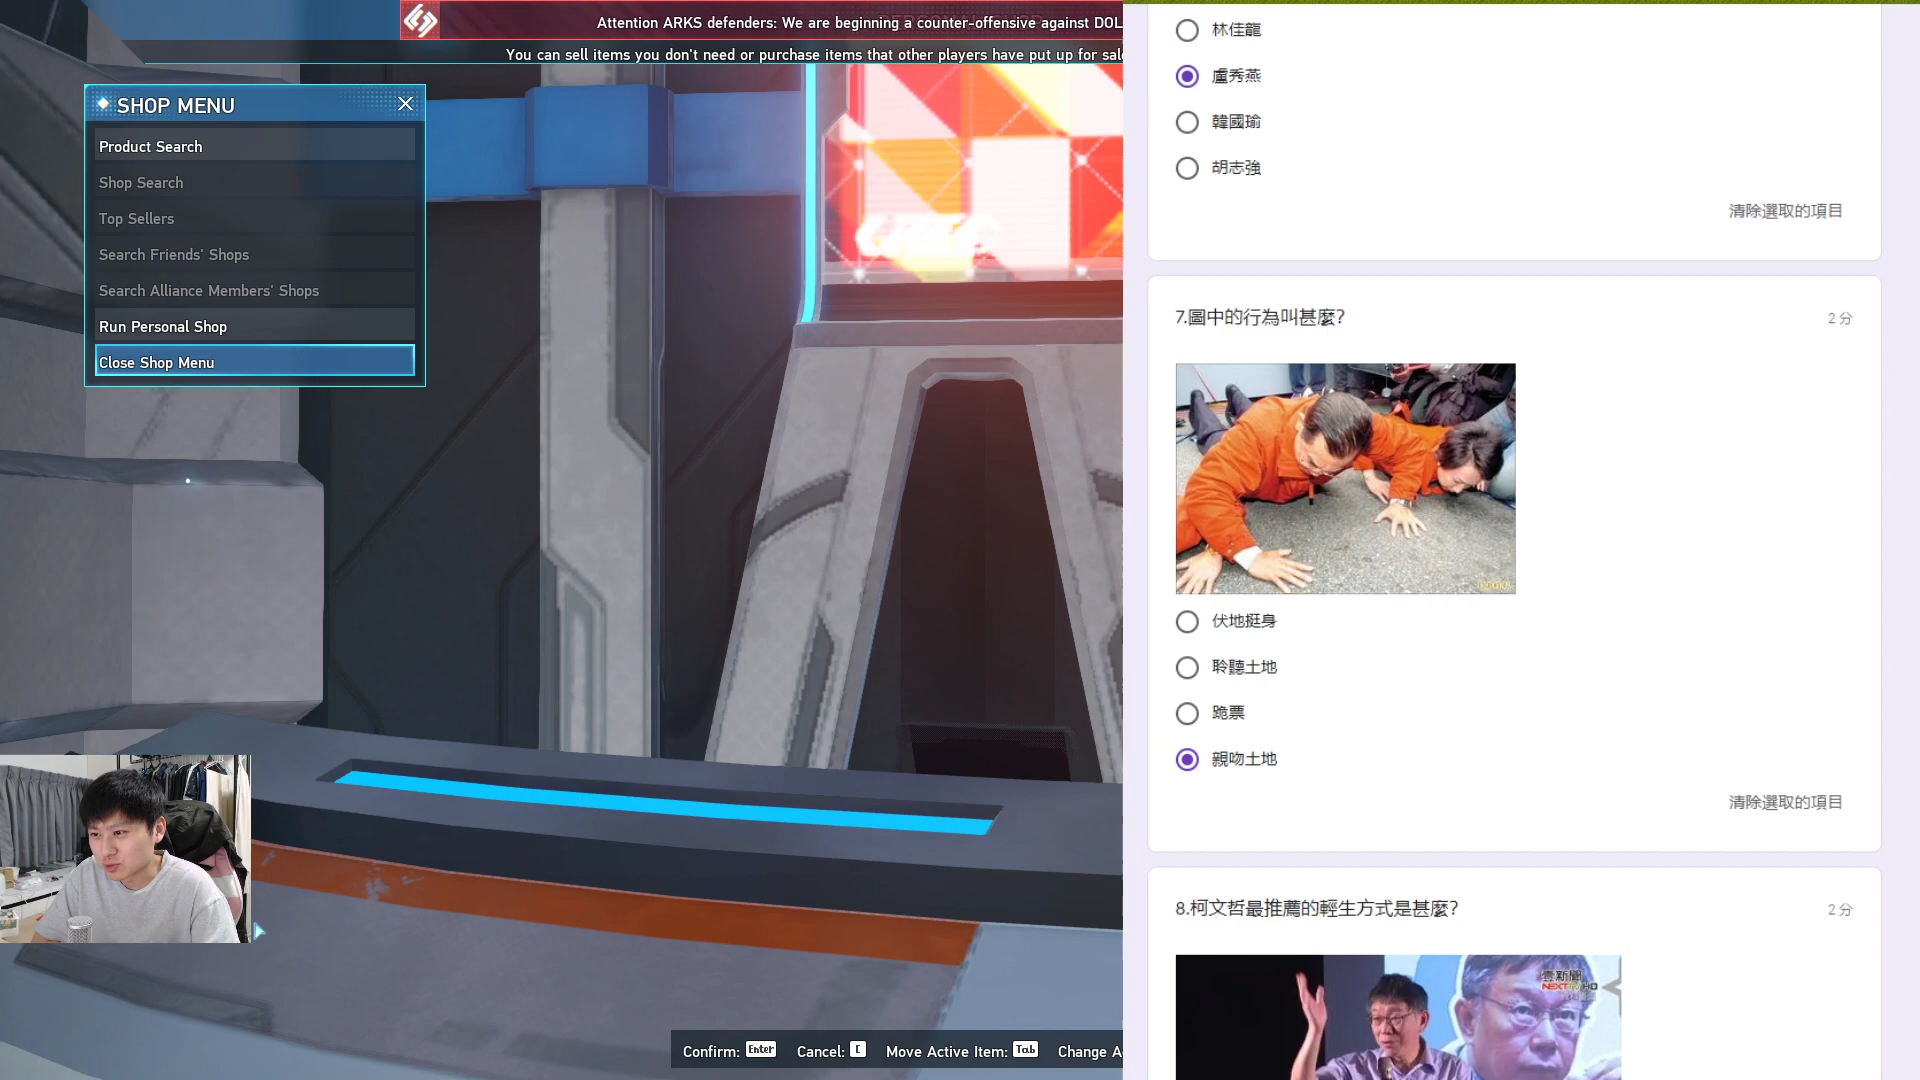 Attention ARKS defenders: We are beginning a counter-offensive against DOL
You can sell items you don't need or purchase items that other players have put up for sal
SHOP MENU
Product Search
Shop Search
Top Sellers
Search Friends' Shops
Search Alliance Members' Shops
Run Personal Shop
Close Shop Menu
Confirm: Enter Cancel: Move Active Item: Tab Change A
林佳龍
盧秀燕
韓國瑜
胡志強
清除選取的項目
7.圖中的行為叫甚麼?
2 分
伏地挺身
聆聽土地
跪票
親吻土地
清除選取的項目
8.柯文哲最推薦的輕生方式是甚麼?
2 分
壹新聞
NEXTTV HD